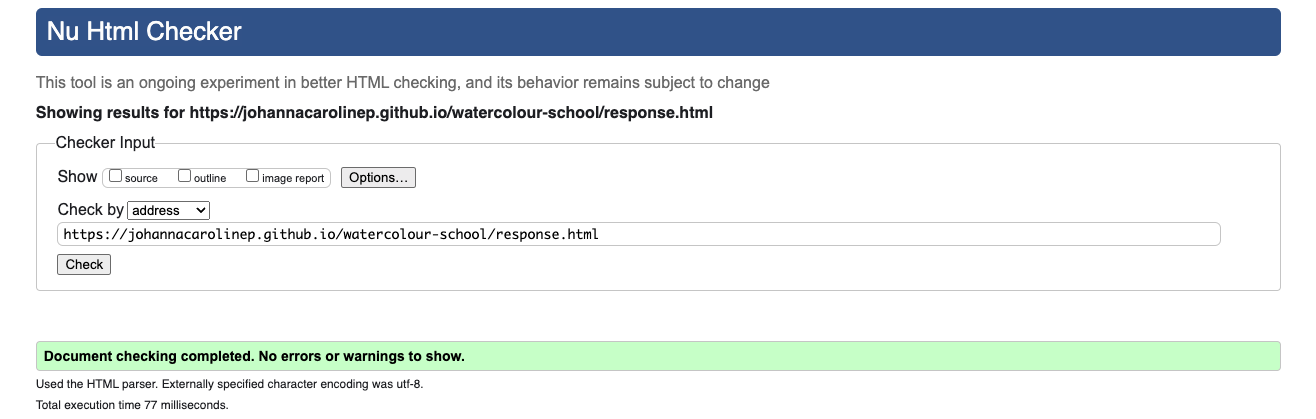 Nu Html Checker
This tool is an ongoing experiment in better HTML checking, and its behavior remains subject to change
Showing results for https://johannacarolinep.github.io/watercolour-school/response.html
Checker Input
Show source outline image report Options...
Check by address
https://johannacarolinep.github.io/watercolour-school/response.html
Check
Document checking completed. No errors or warnings to show.
Used the HTML parser. Externally specified character encoding was utf-8.
Total execution time 77 milliseconds.